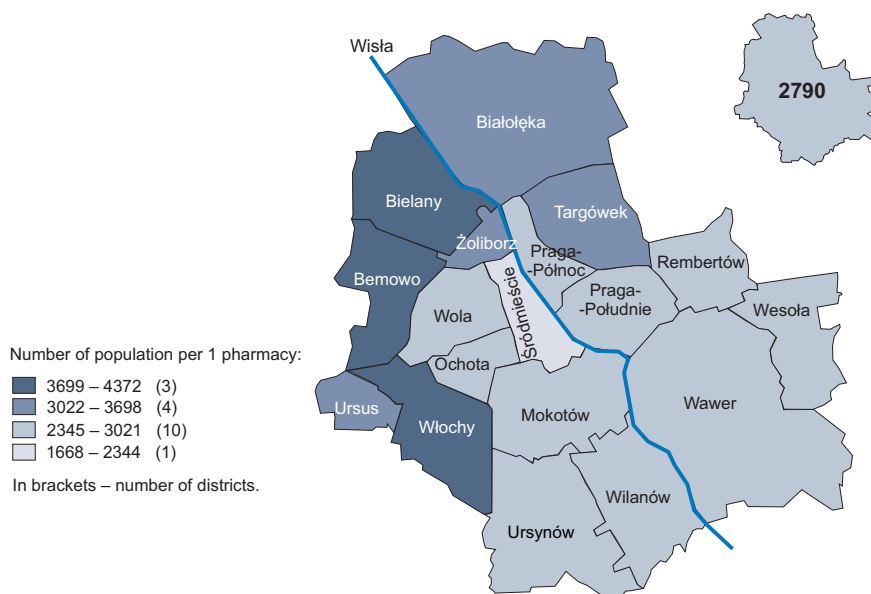 Wisła
2790
Białołęka
Bielany
Targówek
Żoliborz
Praga-
-Północ
Rembertów
Bemowo
Śródmieście
Praga-
-Południe
Wesoła
Wola
Number of population per 1 pharmacy:
Ochota
3699 – 4372 (3)
3022 – 3698 (4)
2345 – 3021 (10)
1668 – 2344 (1)
Ursus
Włochy
Mokotów
Wawer
In brackets – number of districts.
Wilanów
Ursynów